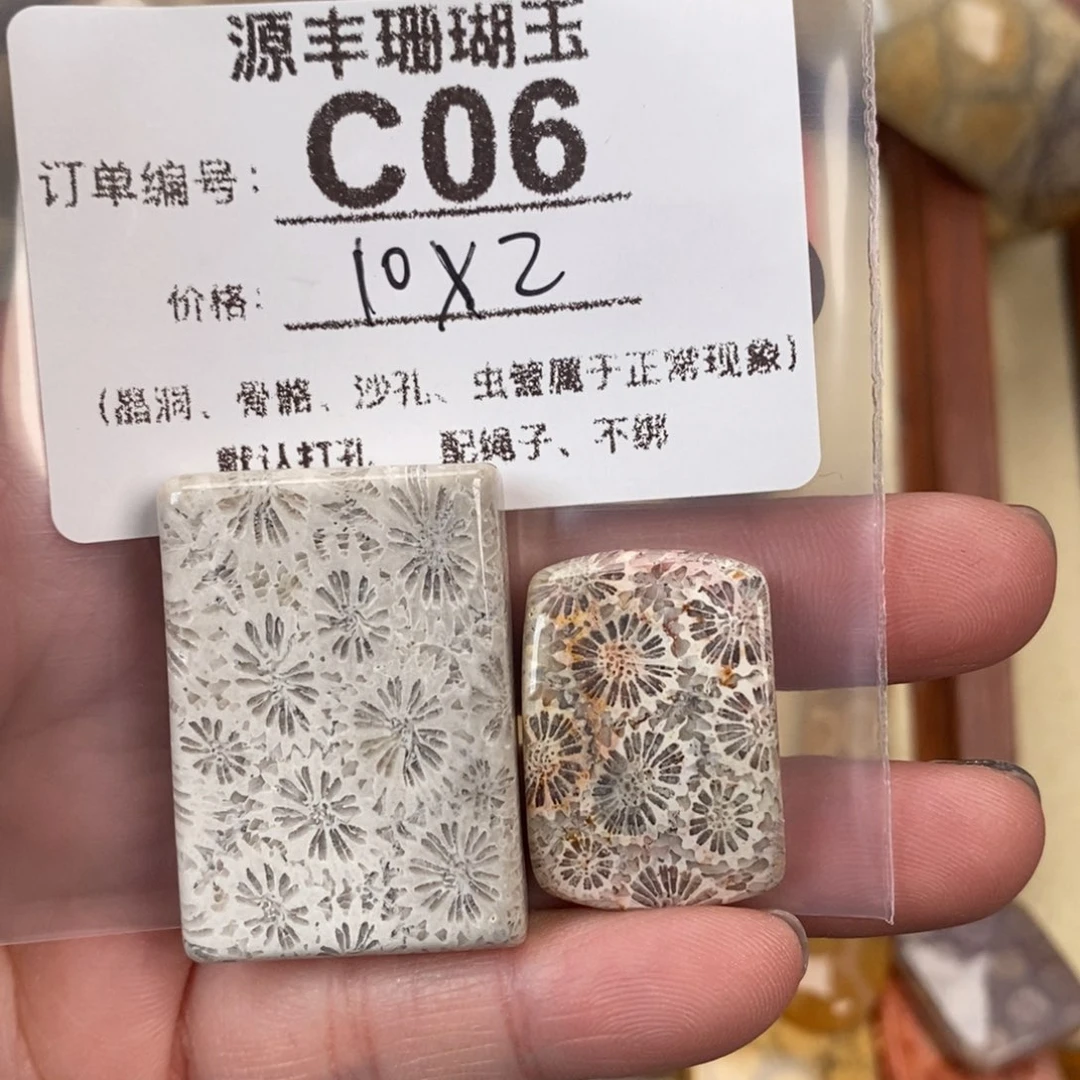 源丰珊瑚玉
订单编号: C06
价格: 10X2
(晶洞、骨骼、沙孔、虫管属于正常现象)
默认打孔 配绳子、不绑